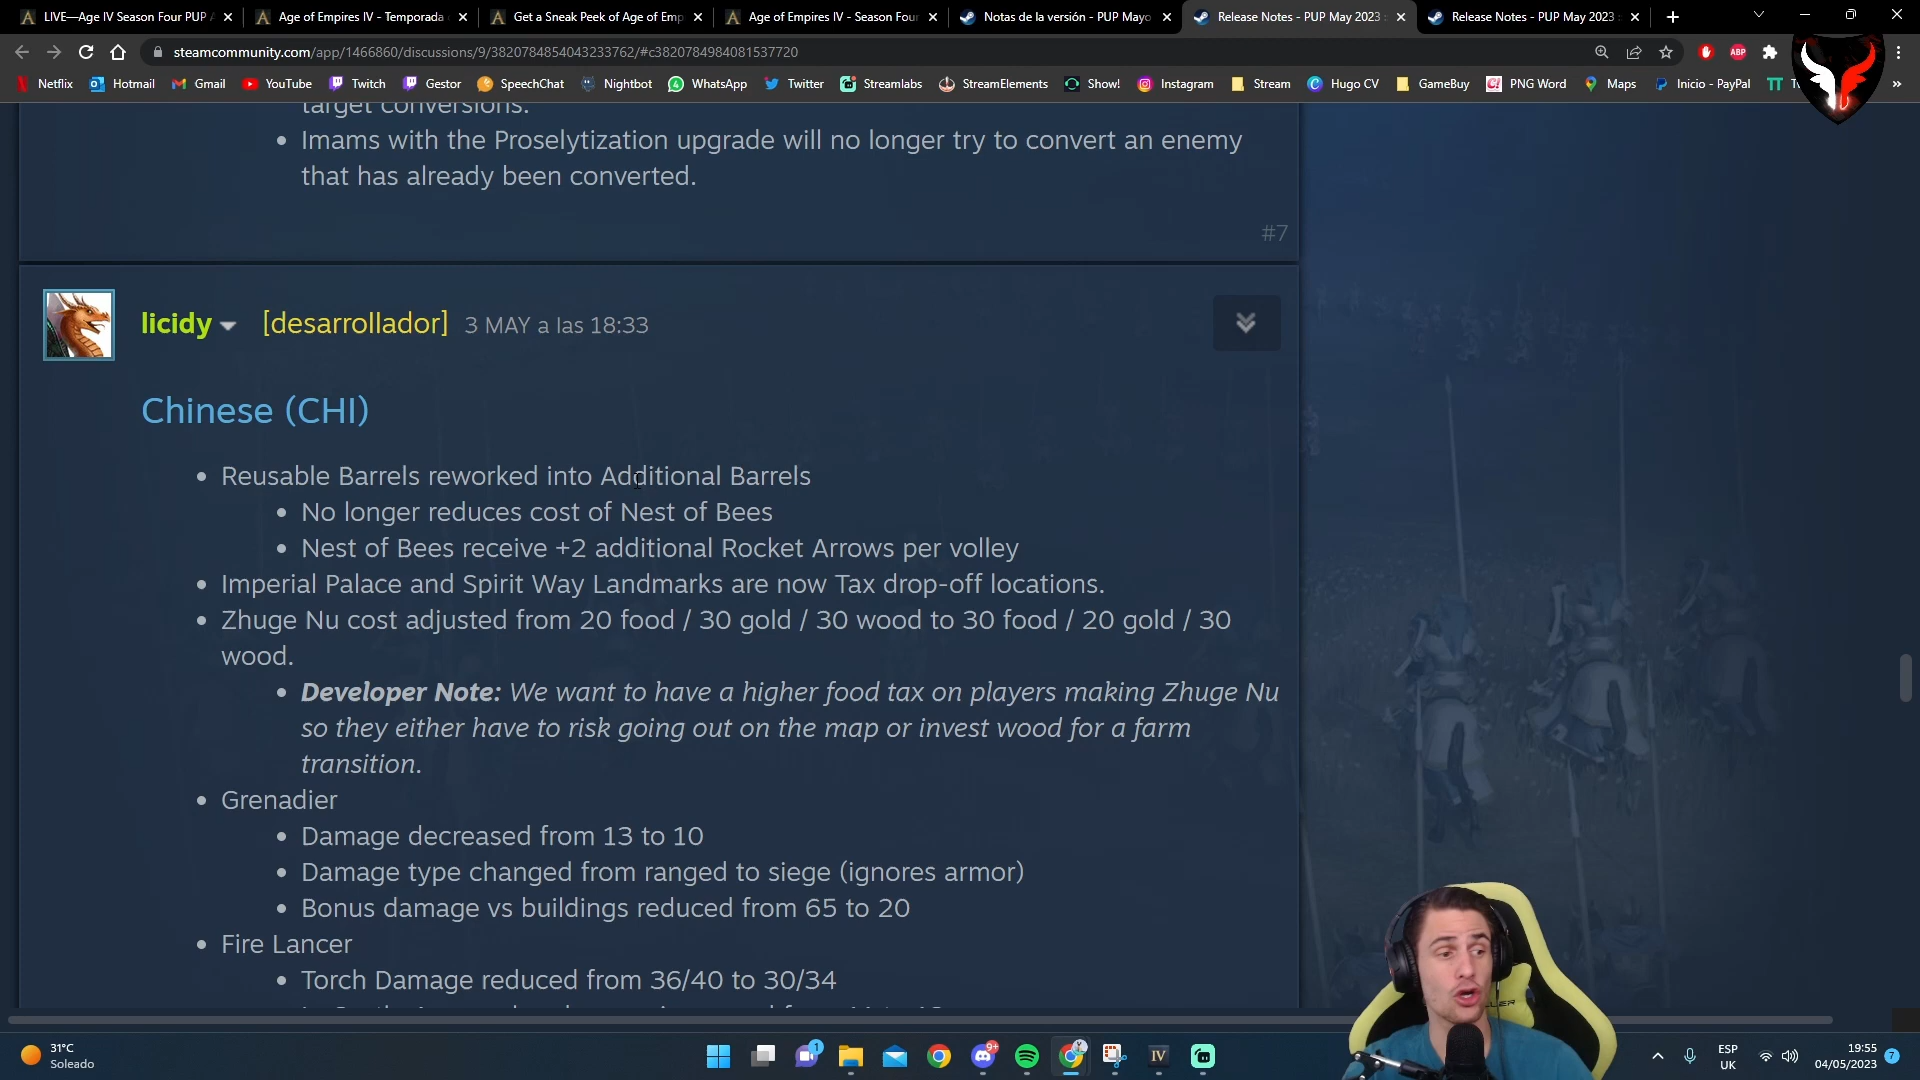 LIVE—Age IV Season Four PUP
Age of Empires IV - Temporada
Get a Sneak Peek of Age of Emp
Age of Empires IV - Season Four
Notas de la versión - PUP Mayo
Release Notes - PUP May 2023
Release Notes - PUP May 2023
steamcommunity.com/app/1466860/discussions/9/3820784854043233762/#c3820784984081537720
ABP
Netflix Hotmail Gmail YouTube Twitch Gestor SpeechChat Nightbot WhatsApp Twitter Streamlabs StreamElements Show! Instagram Stream Hugo CV GameBuy PNG Word Maps Inicio - PayPal
target conversions.
• Imams with the Proselytization upgrade will no longer try to convert an enemy
that has already been converted.
#7
licidy [desarrollador] 3 MAY a las 18:33
Chinese (CHI)
• Reusable Barrels reworked into Additional Barrels
• No longer reduces cost of Nest of Bees
• Nest of Bees receive +2 additional Rocket Arrows per volley
• Imperial Palace and Spirit Way Landmarks are now Tax drop-off locations.
• Zhuge Nu cost adjusted from 20 food / 30 gold / 30 wood to 30 food / 20 gold / 30
wood.
• Developer Note: We want to have a higher food tax on players making Zhuge Nu
so they either have to risk going out on the map or invest wood for a farm
transition.
• Grenadier
• Damage decreased from 13 to 10
• Damage type changed from ranged to siege (ignores armor)
• Bonus damage vs buildings reduced from 65 to 20
• Fire Lancer
• Torch Damage reduced from 36/40 to 30/34
31°C
Soleado
1
9+
IV
ESP
UK
19:55
04/05/2023
7